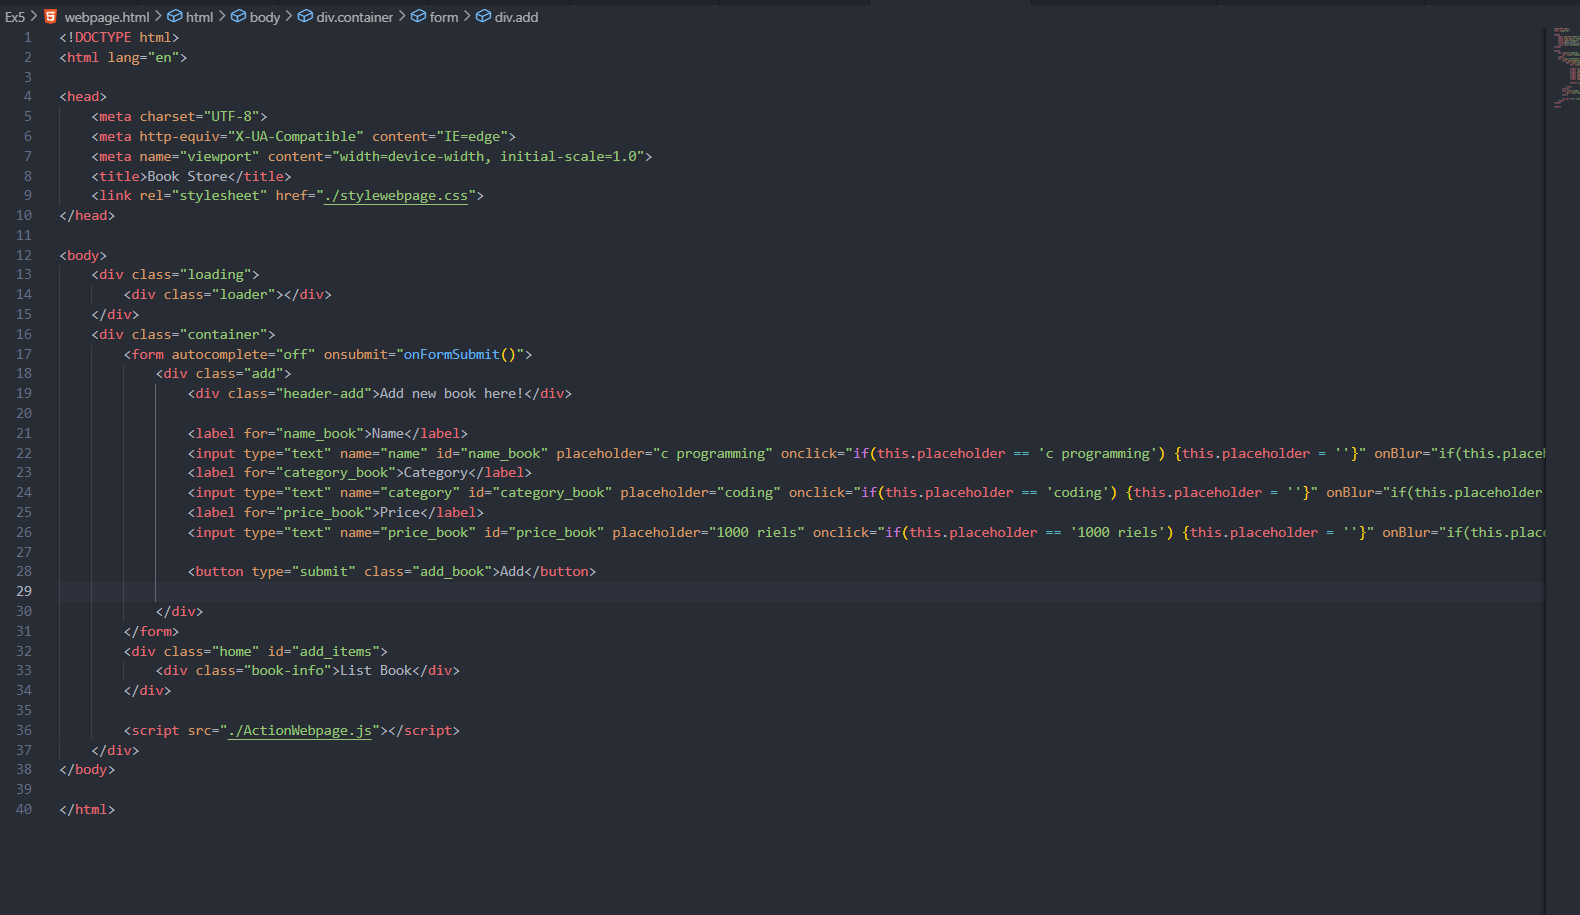 Ex5 > webpage.html > html > body > div.container > form > div.add
1 <!DOCTYPE html>
2 <html lang="en">
3
4 <head>
5 <meta charset="UTF-8">
6 <meta http-equiv="X-UA-Compatible" content="IE=edge">
7 <meta name="viewport" content="width=device-width, initial-scale=1.0">
8 <title>Book Store</title>
9 <link rel="stylesheet" href="./stylewebpage.css">
10 </head>
11
12 <body>
13 <div class="loading">
14 <div class="loader"></div>
15 </div>
16 <div class="container">
17 <form autocomplete="off" onsubmit="onFormSubmit()">
18 <div class="add">
19 <div class="header-add">Add new book here!</div>
20
21 <label for="name_book">Name</label>
22 <input type="text" name="name" id="name_book" placeholder="c programming" onclick="if(this.placeholder == 'c programming') {this.placeholder = ''}" onBlur="if(this.placeh
23 <label for="category_book">Category</label>
24 <input type="text" name="category" id="category_book" placeholder="coding" onclick="if(this.placeholder == 'coding') {this.placeholder = ''}" onBlur="if(this.placeholder
25 <label for="price_book">Price</label>
26 <input type="text" name="price_book" id="price_book" placeholder="1000 riels" onclick="if(this.placeholder == '1000 riels') {this.placeholder = ''}" onBlur="if(this.place
27
28 <button type="submit" class="add_book">Add</button>
29
30 </div>
31 </form>
32 <div class="home" id="add_items">
33 <div class="book-info">List Book</div>
34 </div>
35
36 <script src="./ActionWebpage.js"></script>
37 </div>
38 </body>
39
40 </html>